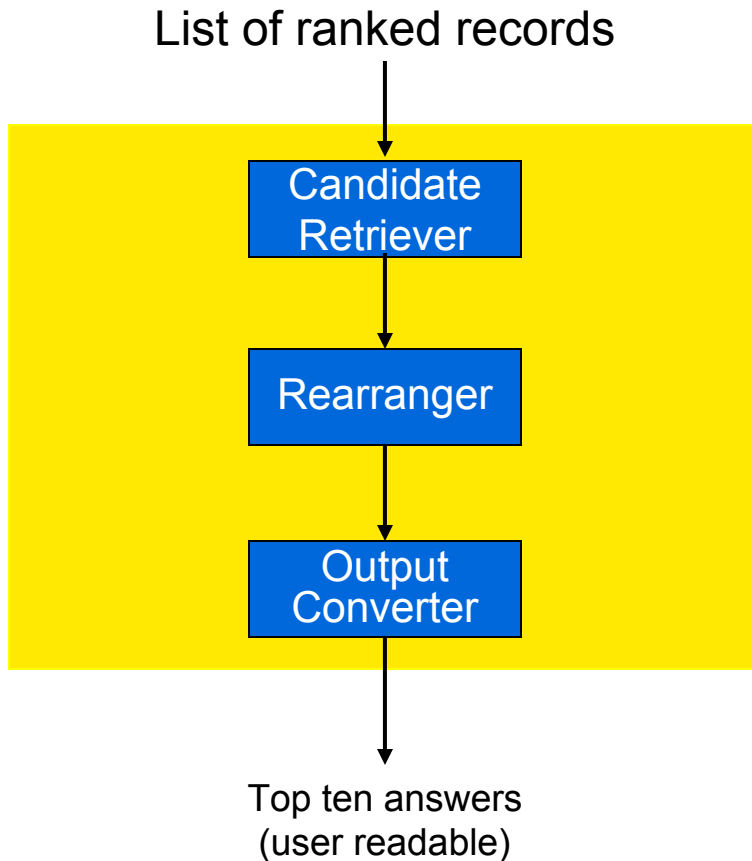 List of ranked records
Candidate
Retriever
Rearranger
Output
Converter
Top ten answers
(user readable)